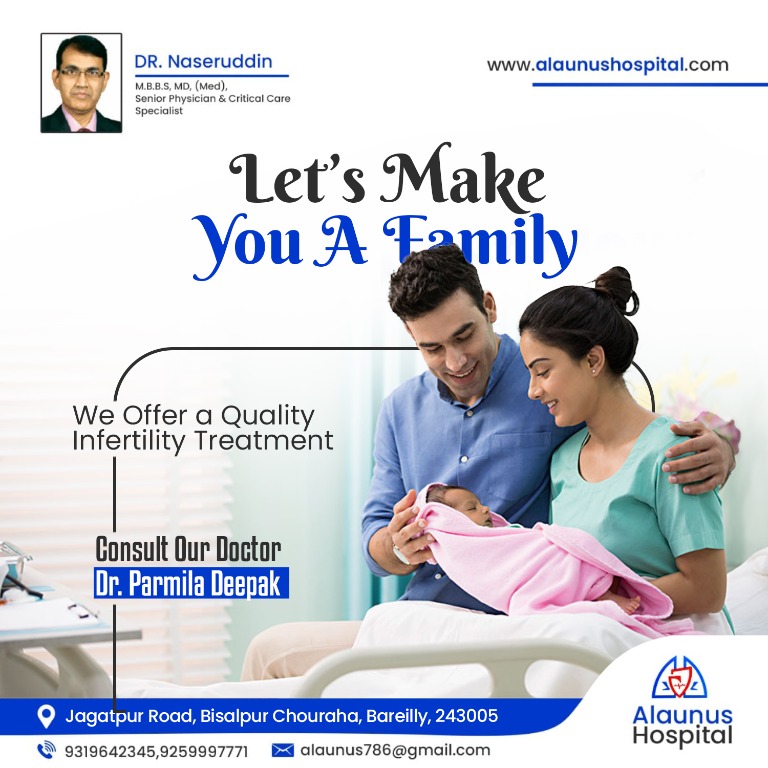 DR. Naseruddin
M.B.B.S, MD, (Med),
Senior Physician & Critical Care
Specialist
www.alaunushospital.com
Let's Make
You A Family
We Offer a Quality
Infertility Treatment
Consult Our Doctor
Dr. Parmila Deepak
Jagatpur Road, Bisalpur Chouraha, Bareilly, 243005
9319642345,9259997771
alaunus786@gmail.com
Alaunus
Hospital